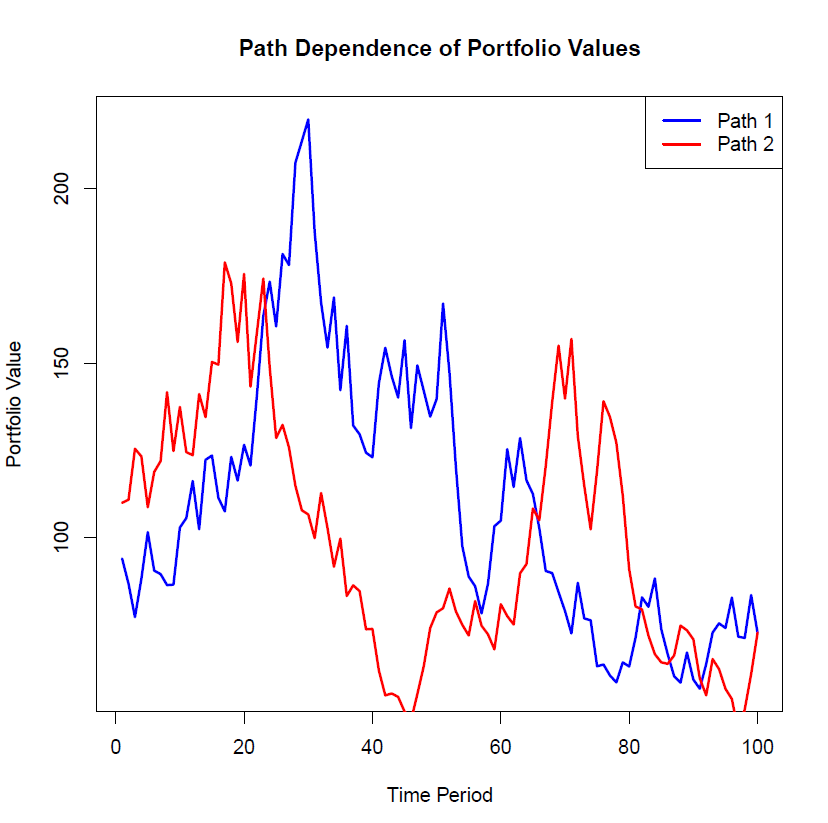 Path Dependence of Portfolio Values
Path 1
Path 2
Portfolio Value
200
150
100
0 20 40 60 80 100
Time Period